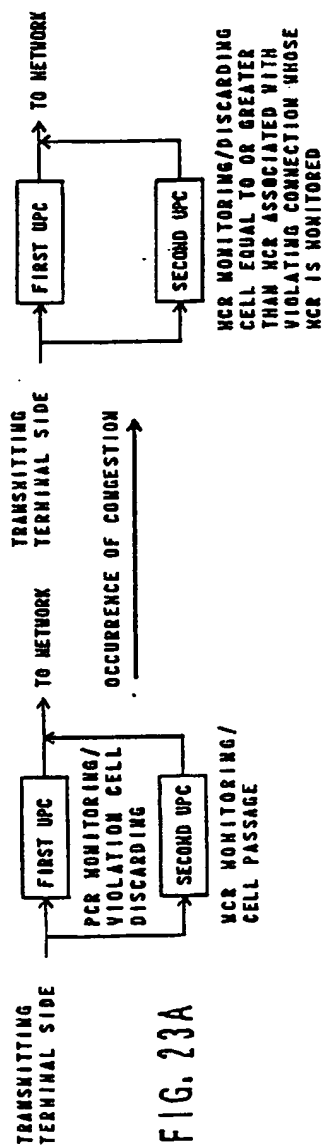 TRANSMITTING
TERMINAL SIDE
FIRST UPC
TO NETWORK
PCR MONITORING/
VIOLATION CELL
DISCARDING
SECOND UPC
MCR MONITORING/
CELL PASSAGE
OCCURRENCE OF CONGESTION
TRANSMITTING
TERMINAL SIDE
FIRST UPC
TO NETWORK
SECOND UPC
MCR MONITORING/DISCARDING
CELL EQUAL TO OR GREATER
THAN MCR ASSOCIATED WITH
VIOLATING CONNECTION WHOSE
MCR IS MONITORED
FIG. 23A